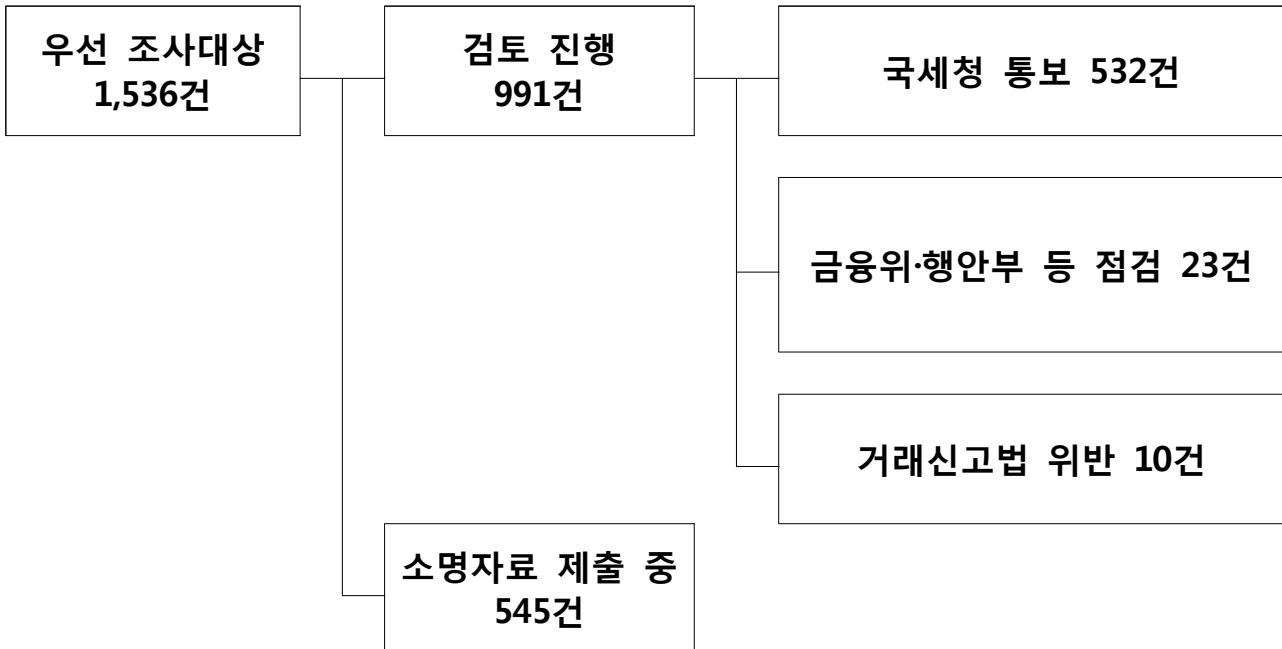 우선 조사대상
1,536건
검토 진행
991건
국세청 통보 532건
금융위·행안부 등 점검 23건
거래신고법 위반 10건
소명자료 제출 중
545건